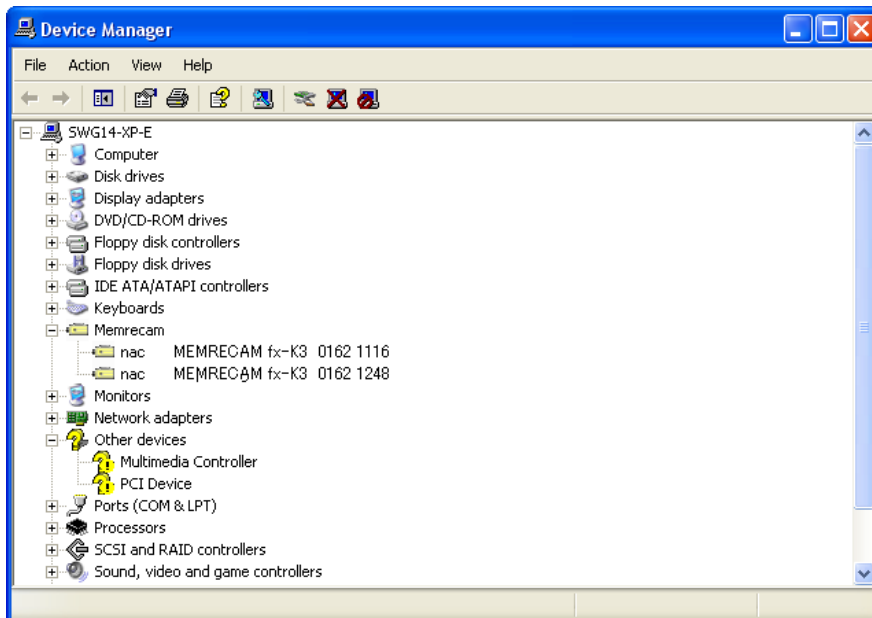 Device Manager
File Action View Help
SWG14-XP-E
Computer
Disk drives
Display adapters
DVD/CD-ROM drives
Floppy disk controllers
Floppy disk drives
IDE ATA/ATAPI controllers
Keyboards
Memrecam
nac MEMRECAM fx-K3 0162 1116
nac MEMRECAM fx-K3 0162 1248
Monitors
Network adapters
Other devices
Multimedia Controller
PCI Device
Ports (COM & LPT)
Processors
SCSI and RAID controllers
Sound, video and game controllers